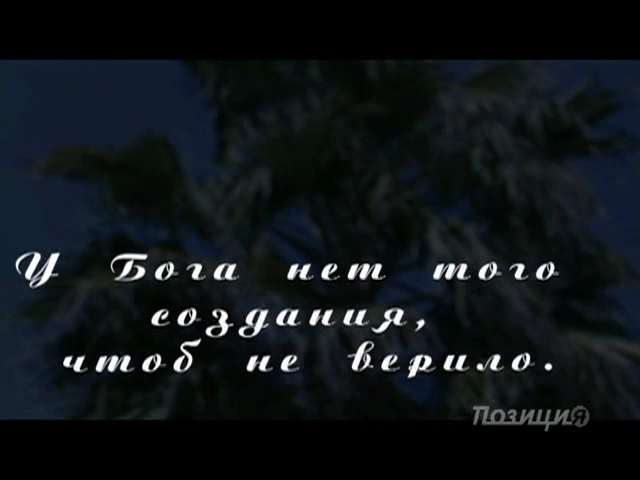 У Бога нет того
создания,
чтоб не верило.
Позиция